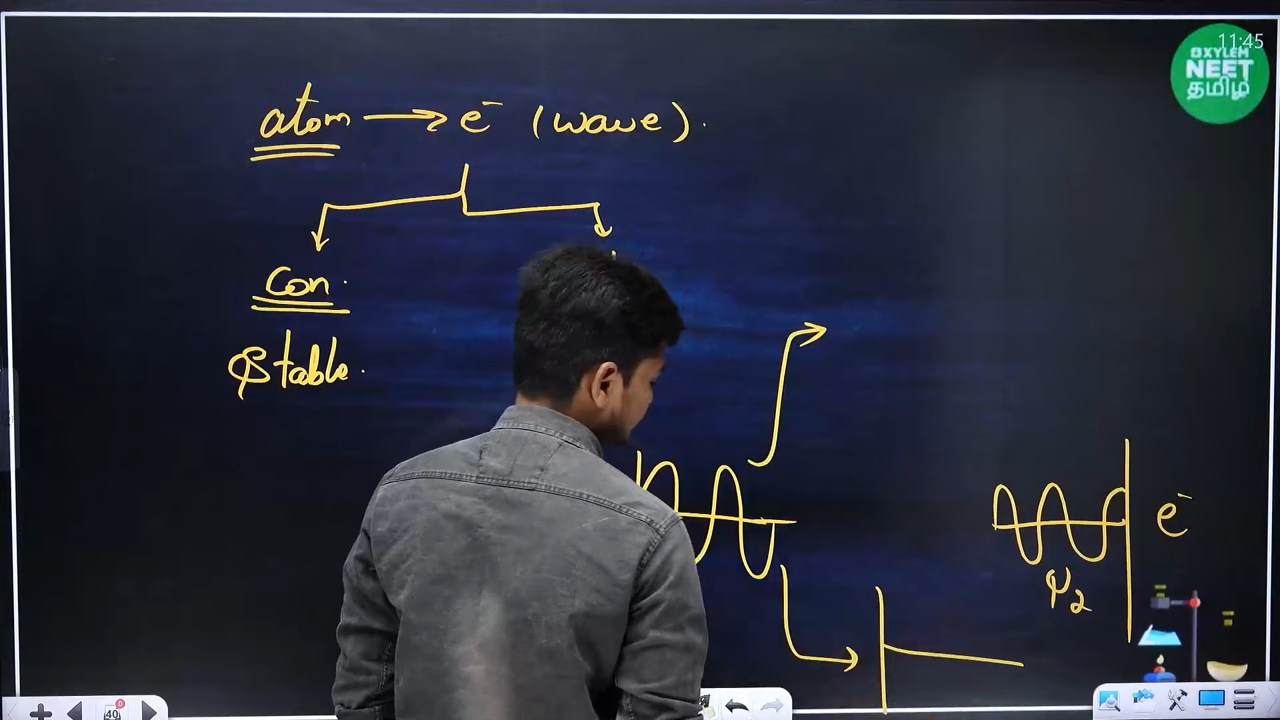 11:45
OXYLEM
NEET
தமிழ்
atom → e⁻ (wave).
Con.
Stable.
e⁻
Ψ₂
40